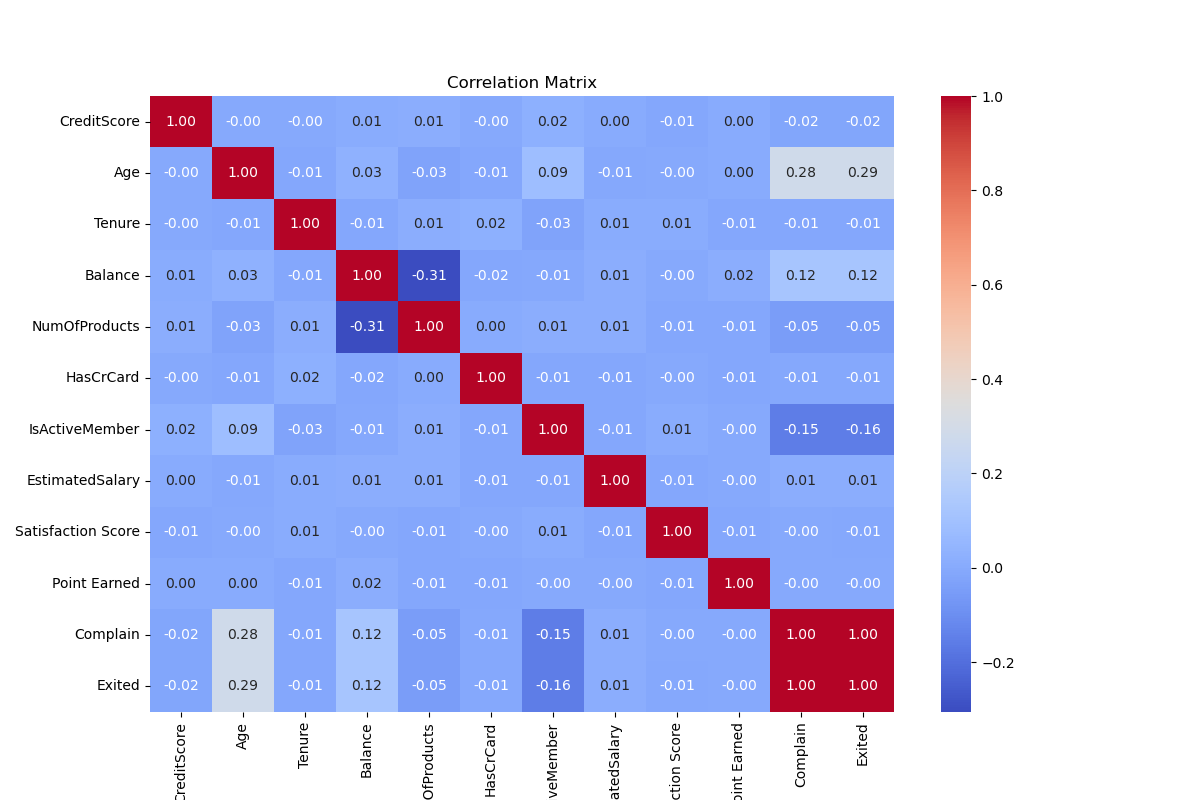 Correlation Matrix
CreditScore 1.00 -0.00 -0.00 0.01 0.01 -0.00 0.02 0.00 -0.01 0.00 -0.02 -0.02
Age -0.00 1.00 -0.01 0.03 -0.03 -0.01 0.09 -0.01 -0.00 0.00 0.28 0.29
Tenure -0.00 -0.01 1.00 -0.01 0.01 0.02 -0.03 0.01 0.01 -0.01 -0.01 -0.01
Balance 0.01 0.03 -0.01 1.00 -0.31 -0.02 -0.01 0.01 -0.00 0.02 0.12 0.12
NumOfProducts 0.01 -0.03 0.01 -0.31 1.00 0.00 0.01 0.01 -0.01 -0.01 -0.05 -0.05
HasCrCard -0.00 -0.01 0.02 -0.02 0.00 1.00 -0.01 -0.01 -0.00 -0.01 -0.01 -0.01
IsActiveMember 0.02 0.09 -0.03 -0.01 0.01 -0.01 1.00 -0.01 0.01 -0.00 -0.15 -0.16
EstimatedSalary 0.00 -0.01 0.01 0.01 0.01 -0.01 -0.01 1.00 -0.01 -0.00 0.01 0.01
Satisfaction Score -0.01 -0.00 0.01 -0.00 -0.01 -0.00 0.01 -0.01 1.00 -0.01 -0.00 -0.01
Point Earned 0.00 0.00 -0.01 0.02 -0.01 -0.01 -0.00 -0.00 -0.01 1.00 -0.00 -0.00
Complain -0.02 0.28 -0.01 0.12 -0.05 -0.01 -0.15 0.01 -0.00 -0.00 1.00 1.00
Exited -0.02 0.29 -0.01 0.12 -0.05 -0.01 -0.16 0.01 -0.01 -0.00 1.00 1.00
CreditScore
Age
Tenure
Balance
OfProducts
HasCrCard
veMember
atedSalary
ction Score
oint Earned
Complain
Exited
1.0
0.8
0.6
0.4
0.2
0.0
−0.2